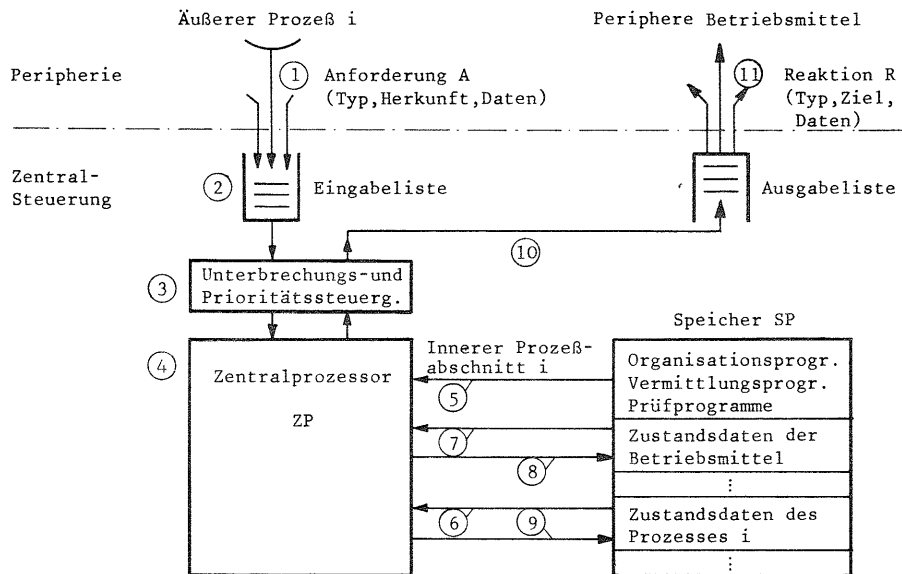 Äußerer Prozeß i
Periphere Betriebsmittel
Peripherie
1
Anforderung A
(Typ,Herkunft,Daten)
11
Reaktion R
(Typ,Ziel,
Daten)
Zentral-
Steuerung
2
Eingabeliste
Ausgabeliste
10
3
Unterbrechungs-und
Prioritätssteuerg.
Speicher SP
4
Zentralprozessor
ZP
Innerer Prozeß-
abschnitt i
5
Organisationsprogr.
Vermittlungsprogr.
Prüfprogramme
7
8
Zustandsdaten der
Betriebsmittel
⋮
6
9
Zustandsdaten des
Prozesses i
⋮